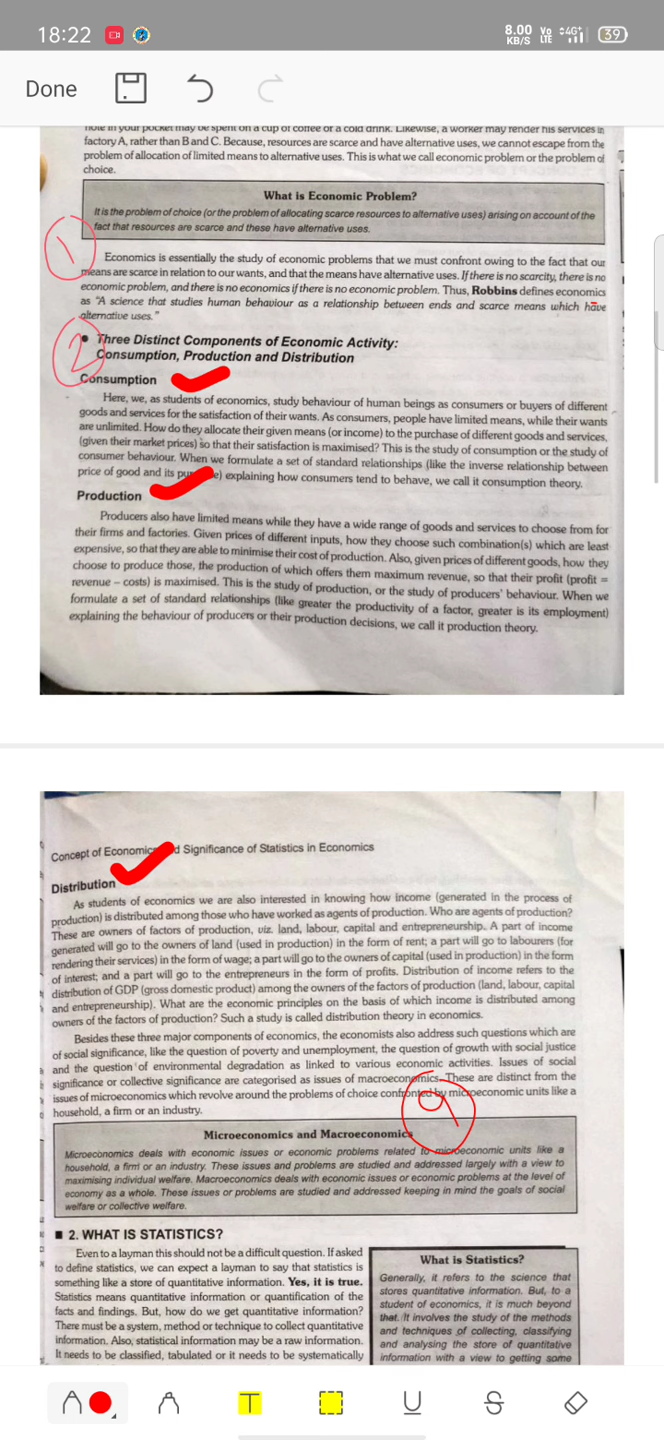 18:22
8.00 KB/S
Vo LTE
4G+
39
Done
note in your pocket may be spent on a cup of coffee or a cold drink. Likewise, a worker may render his services in
factory A, rather than B and C. Because, resources are scarce and have alternative uses, we cannot escape from the
problem of allocation of limited means to alternative uses. This is what we call economic problem or the problem of
choice.
What is Economic Problem?
It is the problem of choice (or the problem of allocating scarce resources to alternative uses) arising on account of the
fact that resources are scarce and these have alternative uses.
1
Economics is essentially the study of economic problems that we must confront owing to the fact that our
means are scarce in relation to our wants, and that the means have alternative uses. If there is no scarcity, there is no
economic problem, and there is no economics if there is no economic problem. Thus, Robbins defines economics
as "A science that studies human behaviour as a relationship between ends and scarce means which have
alternative uses."
2
• Three Distinct Components of Economic Activity:
Consumption, Production and Distribution
Consumption
Here, we, as students of economics, study behaviour of human beings as consumers or buyers of different
goods and services for the satisfaction of their wants. As consumers, people have limited means, while their wants
are unlimited. How do they allocate their given means (or income) to the purchase of different goods and services,
(given their market prices) so that their satisfaction is maximised? This is the study of consumption or the study of
consumer behaviour. When we formulate a set of standard relationships (like the inverse relationship between
price of good and its e) explaining how consumers tend to behave, we call it consumption theory.
Production
Producers also have limited means while they have a wide range of goods and services to choose from for
their firms and factories. Given prices of different inputs, how they choose such combination(s) which are least
expensive, so that they are able to minimise their cost of production. Also, given prices of different goods, how they
choose to produce those, the production of which offers them maximum revenue, so that their profit (profit =
revenue – costs) is maximised. This is the study of production, or the study of producers' behaviour. When we
formulate a set of standard relationships (like greater the productivity of a factor, greater is its employment)
explaining the behaviour of producers or their production decisions, we call it production theory.
Concept of Economic d Significance of Statistics in Economics
Distribution
As students of economics we are also interested in knowing how income (generated in the process of
production) is distributed among those who have worked as agents of production. Who are agents of production?
These are owners of factors of production, viz. land, labour, capital and entrepreneurship. A part of income
generated will go to the owners of land (used in production) in the form of rent; a part will go to labourers (for
rendering their services) in the form of wage; a part will go to the owners of capital (used in production) in the form
of interest; and a part will go to the entrepreneurs in the form of profits. Distribution of income refers to the
distribution of GDP (gross domestic product) among the owners of the factors of production (land, labour, capital
and entrepreneurship). What are the economic principles on the basis of which income is distributed among
owners of the factors of production? Such a study is called distribution theory in economics.
Besides these three major components of economics, the economists also address such questions which are
of social significance, like the question of poverty and unemployment, the question of growth with social justice
and the question of environmental degradation as linked to various economic activities. Issues of social
significance or collective significance are categorised as issues of macroeconomics. These are distinct from the
issues of microeconomics which revolve around the problems of choice confronted by microeconomic units like a
household, a firm or an industry.
9
Microeconomics and Macroeconomics
Microeconomics deals with economic issues or economic problems related to microeconomic units like a
household, a firm or an industry. These issues and problems are studied and addressed largely with a view to
maximising individual welfare. Macroeconomics deals with economic issues or economic problems at the level of
economy as a whole. These issues or problems are studied and addressed keeping in mind the goals of social
welfare or collective welfare.
■ 2. WHAT IS STATISTICS?
Even to a layman this should not be a difficult question. If asked
to define statistics, we can expect a layman to say that statistics is
something like a store of quantitative information. Yes, it is true.
Statistics means quantitative information or quantification of the
facts and findings. But, how do we get quantitative information?
There must be a system, method or technique to collect quantitative
information. Also, statistical information may be a raw information.
It needs to be classified, tabulated or it needs to be systematically
What is Statistics?
Generally, it refers to the science that
stores quantitative information. But, to a
student of economics, it is much beyond
that. It involves the study of the methods
and techniques of collecting, classifying
and analysing the store of quantitative
information with a view to getting some
T
U
S